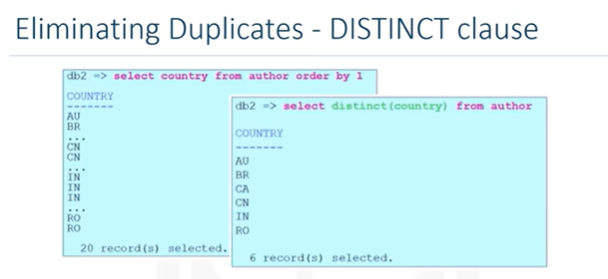 Eliminating Duplicates - DISTINCT clause
db2 => select country from author order by 1
COUNTRY
-------
AU
BR
...
CN
CN
...
IN
IN
IN
...
RO
RO
20 record(s) selected.
db2 => select distinct(country) from author
COUNTRY
-------
AU
BR
CA
CN
IN
RO
6 record(s) selected.